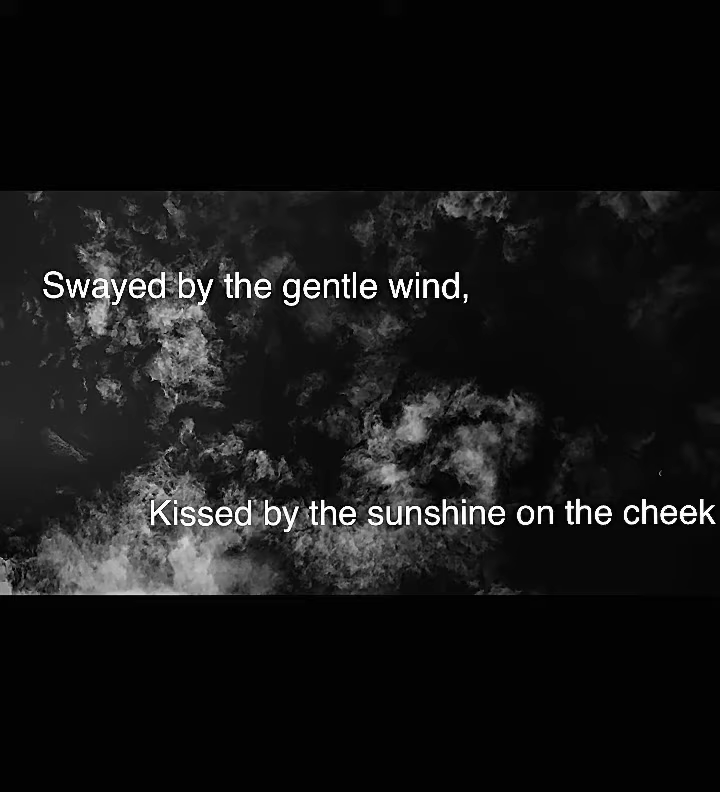 Swayed by the gentle wind,
Kissed by the sunshine on the cheek